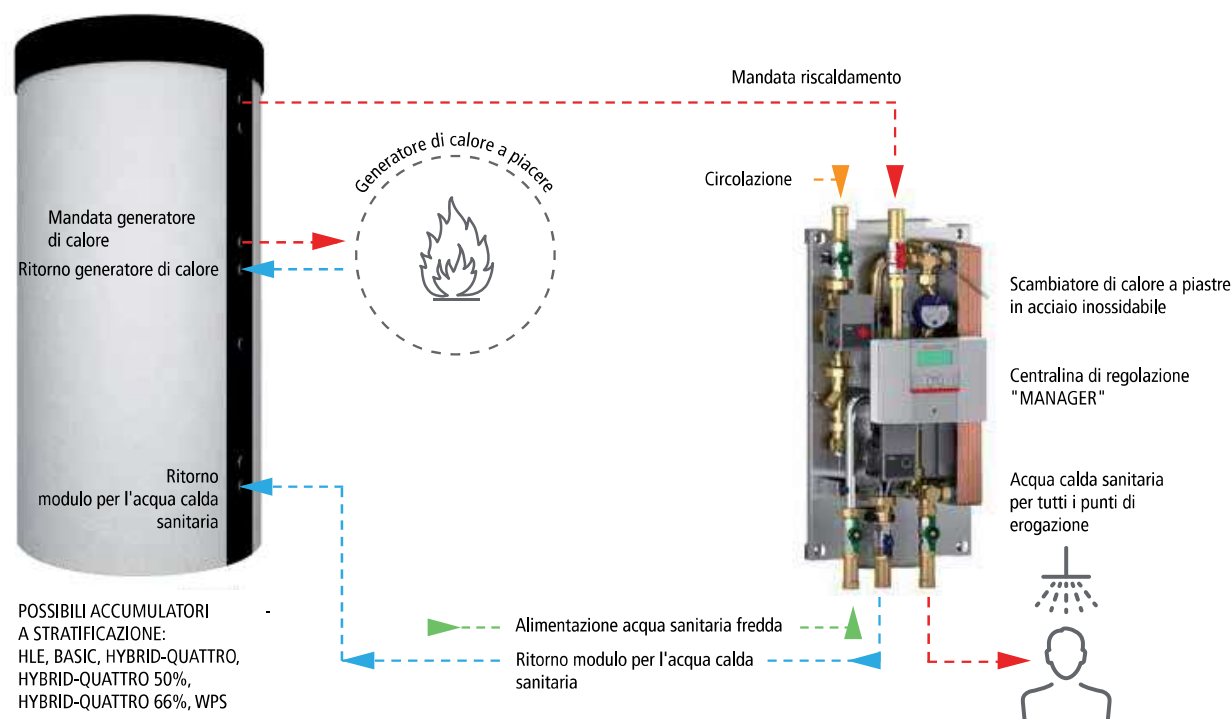 Mandata riscaldamento
Generatore di calore a piacere
Circolazione
Mandata generatore
di calore
Ritorno generatore di calore
Scambiatore di calore a piastre
in acciaio inossidabile
Centralina di regolazione
"MANAGER"
Ritorno
modulo per l'acqua calda
sanitaria
Acqua calda sanitaria
per tutti i punti di
erogazione
POSSIBILI ACCUMULATORI -
A STRATIFICAZIONE:
HLE, BASIC, HYBRID-QUATTRO,
HYBRID-QUATTRO 50%,
HYBRID-QUATTRO 66%, WPS
Alimentazione acqua sanitaria fredda
Ritorno modulo per l'acqua calda
sanitaria